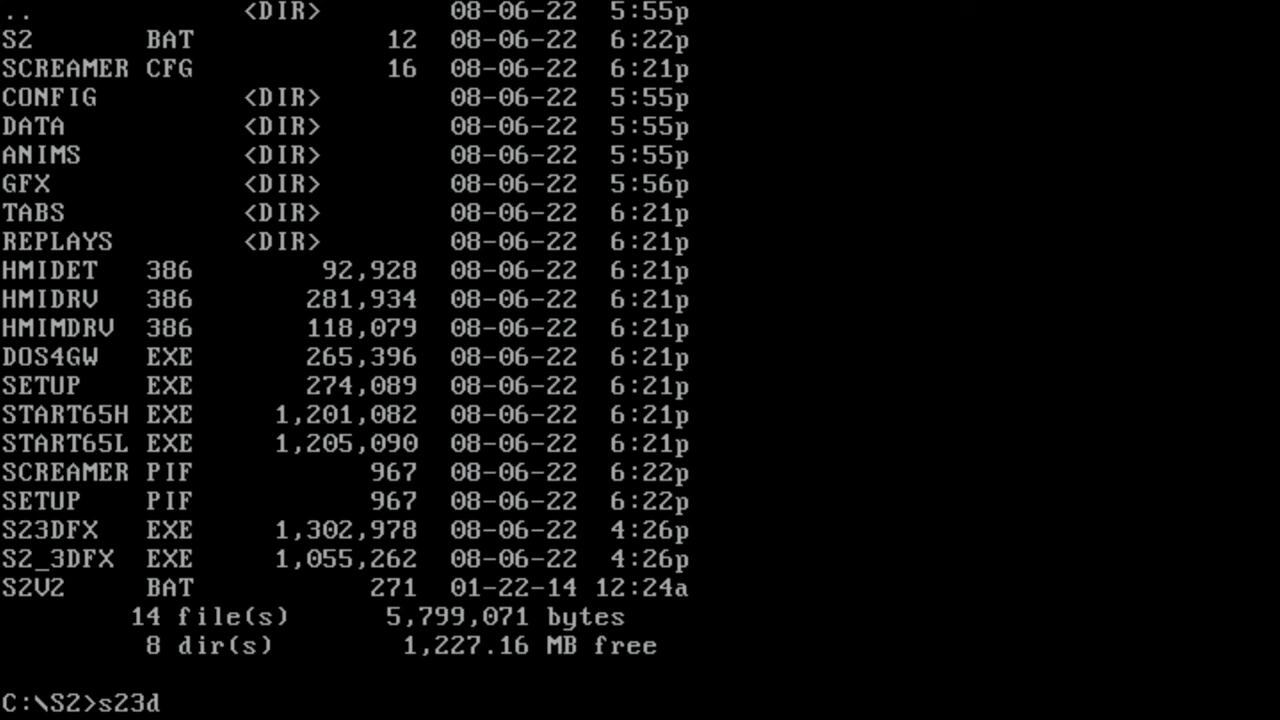 ..             <DIR>        08-06-22  5:55p
S2       BAT            12  08-06-22  6:22p
SCREAMER CFG            16  08-06-22  6:21p
CONFIG         <DIR>        08-06-22  5:55p
DATA           <DIR>        08-06-22  5:55p
ANIMS          <DIR>        08-06-22  5:55p
GFX            <DIR>        08-06-22  5:56p
TABS           <DIR>        08-06-22  6:21p
REPLAYS        <DIR>        08-06-22  6:21p
HMIDET   386        92,928  08-06-22  6:21p
HMIDRV   386       281,934  08-06-22  6:21p
HMIMDRV  386       118,079  08-06-22  6:21p
DOS4GW   EXE       265,396  08-06-22  6:21p
SETUP    EXE       274,089  08-06-22  6:21p
START65H EXE     1,201,082  08-06-22  6:21p
START65L EXE     1,205,090  08-06-22  6:21p
SCREAMER PIF           967  08-06-22  6:22p
SETUP    PIF           967  08-06-22  6:22p
S23DFX   EXE     1,302,978  08-06-22  4:26p
S2_3DFX  EXE     1,055,262  08-06-22  4:26p
S2V2     BAT           271  01-22-14 12:24a
14 file(s)      5,799,071 bytes
8 dir(s)       1,227.16 MB free
C:\S2>s23d